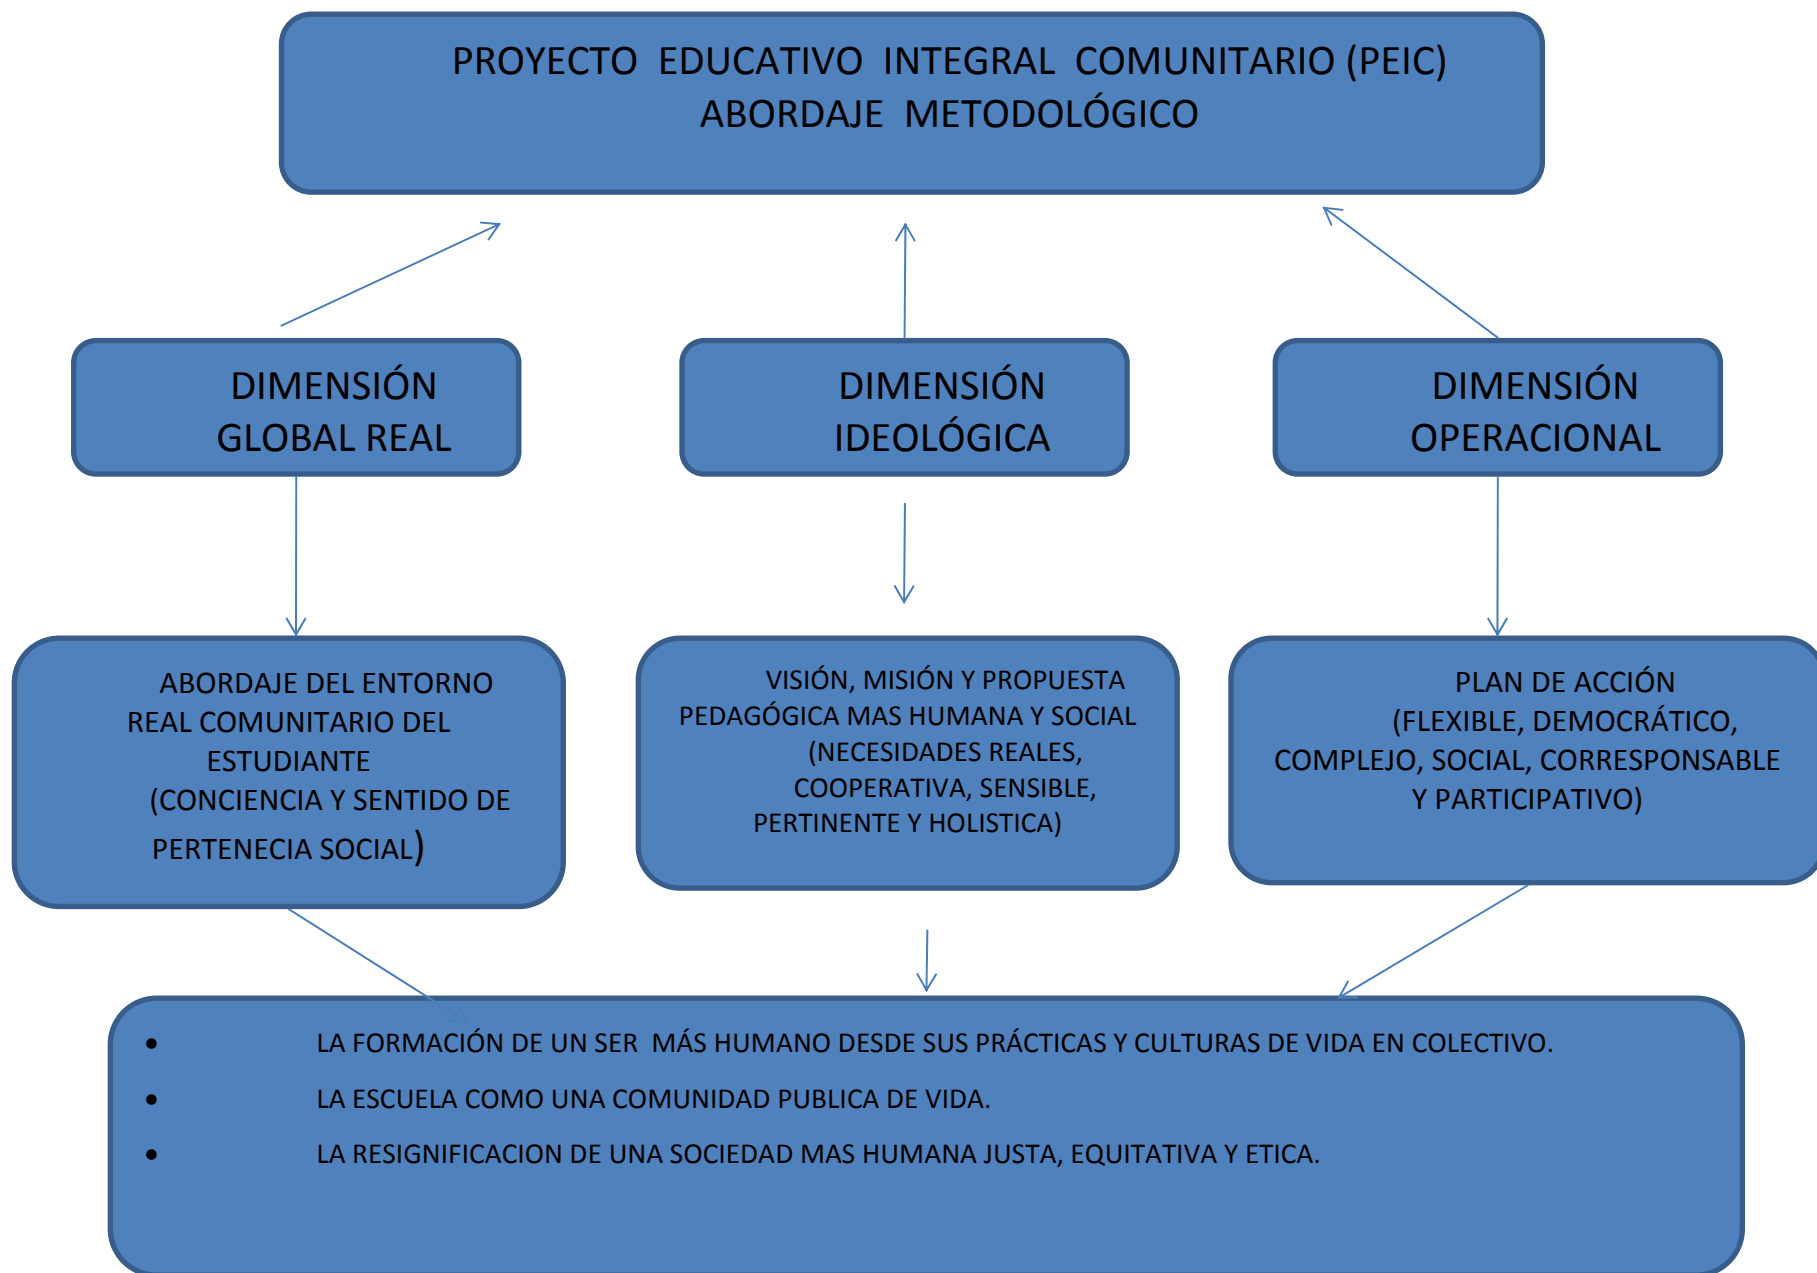 PROYECTO EDUCATIVO INTEGRAL COMUNITARIO (PEIC)
ABORDAJE METODOLÓGICO
DIMENSIÓN
GLOBAL REAL
DIMENSIÓN
IDEOLÓGICA
DIMENSIÓN
OPERACIONAL
ABORDAJE DEL ENTORNO
REAL COMUNITARIO DEL
ESTUDIANTE
(CONCIENCIA Y SENTIDO DE
PERTENECIA SOCIAL)
VISIÓN, MISIÓN Y PROPUESTA
PEDAGÓGICA MAS HUMANA Y SOCIAL
(NECESIDADES REALES,
COOPERATIVA, SENSIBLE,
PERTINENTE Y HOLISTICA)
PLAN DE ACCIÓN
(FLEXIBLE, DEMOCRÁTICO,
COMPLEJO, SOCIAL, CORRESPONSABLE
Y PARTICIPATIVO)
• LA FORMACIÓN DE UN SER MÁS HUMANO DESDE SUS PRÁCTICAS Y CULTURAS DE VIDA EN COLECTIVO.
• LA ESCUELA COMO UNA COMUNIDAD PUBLICA DE VIDA.
• LA RESIGNIFICACION DE UNA SOCIEDAD MAS HUMANA JUSTA, EQUITATIVA Y ETICA.